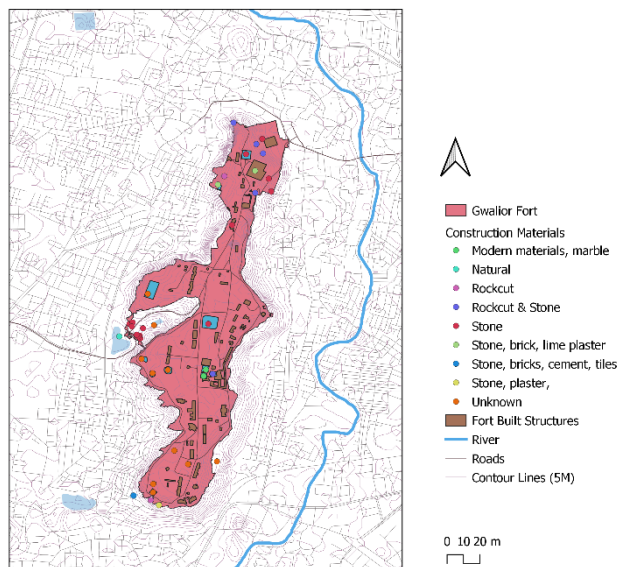 Gwalior Fort
Construction Materials
Modern materials, marble
Natural
Rockcut
Rockcut & Stone
Stone
Stone, brick, lime plaster
Stone, bricks, cement, tiles
Stone, plaster,
Unknown
Fort Built Structures
River
Roads
Contour Lines (5M)
0 10 20 m